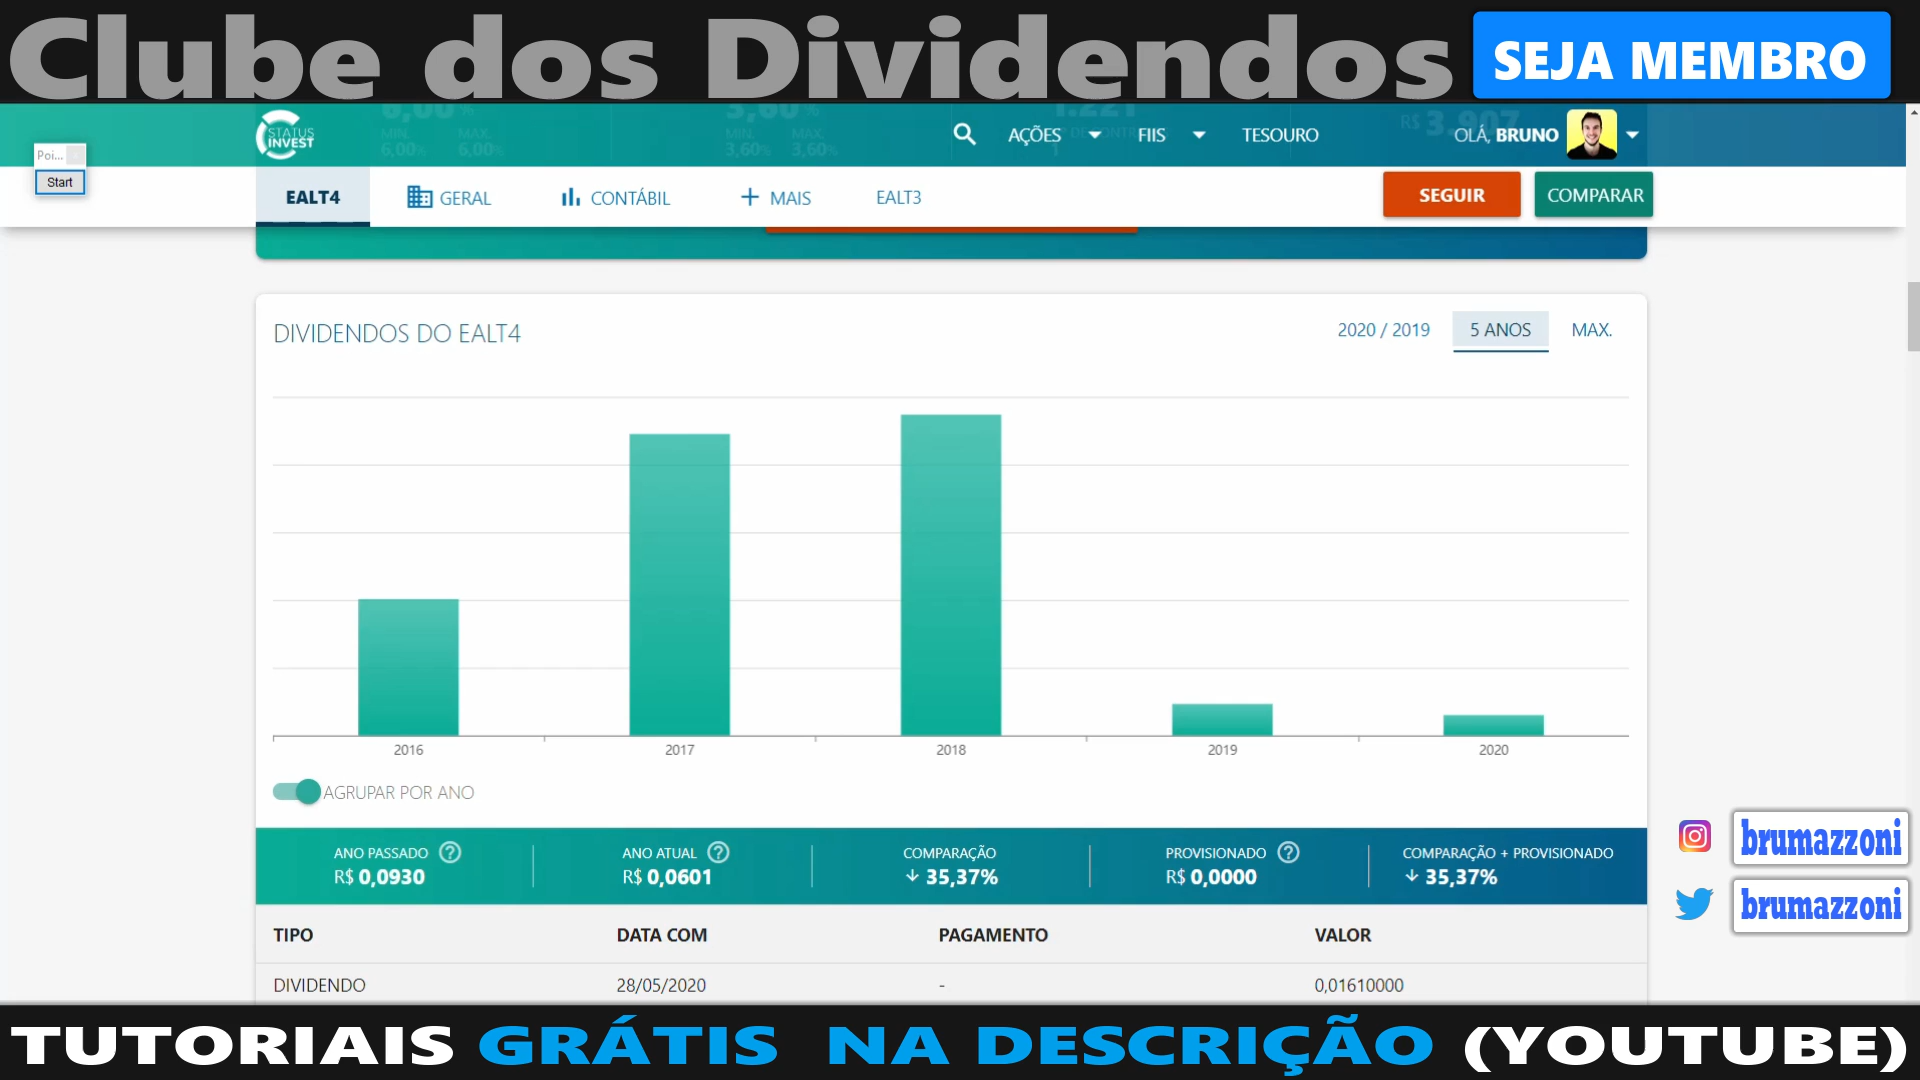 Clube dos Dividendos
SEJA MEMBRO
STATUS
INVEST
AÇÕES
FIIS
TESOURO
OLÁ, BRUNO
Poi...
Start
EALT4
GERAL
CONTÁBIL
MAIS
EALT3
SEGUIR
COMPARAR
DIVIDENDOS DO EALT4
2020 / 2019
5 ANOS
MAX.
2016
2017
2018
2019
2020
AGRUPAR POR ANO
ANO PASSADO ?
R$ 0,0930
ANO ATUAL ?
R$ 0,0601
COMPARAÇÃO
↓ 35,37%
PROVISIONADO ?
R$ 0,0000
COMPARAÇÃO + PROVISIONADO
↓ 35,37%
TIPO DATA COM PAGAMENTO VALOR
DIVIDENDO 28/05/2020 - 0,01610000
brumazzoni
brumazzoni
TUTORIAIS GRÁTIS NA DESCRIÇÃO (YOUTUBE)